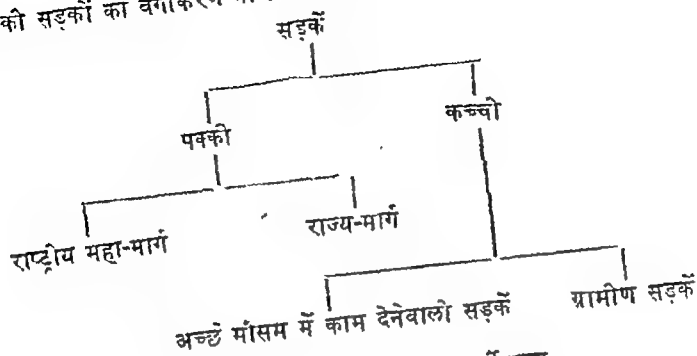 की सड़कों का वर्गीकरण
सड़कें
पक्की
कच्ची
राष्ट्रीय महा-मार्ग
राज्य-मार्ग
अच्छे मौसम में काम देनेवाली सड़कें
ग्रामीण सड़कें